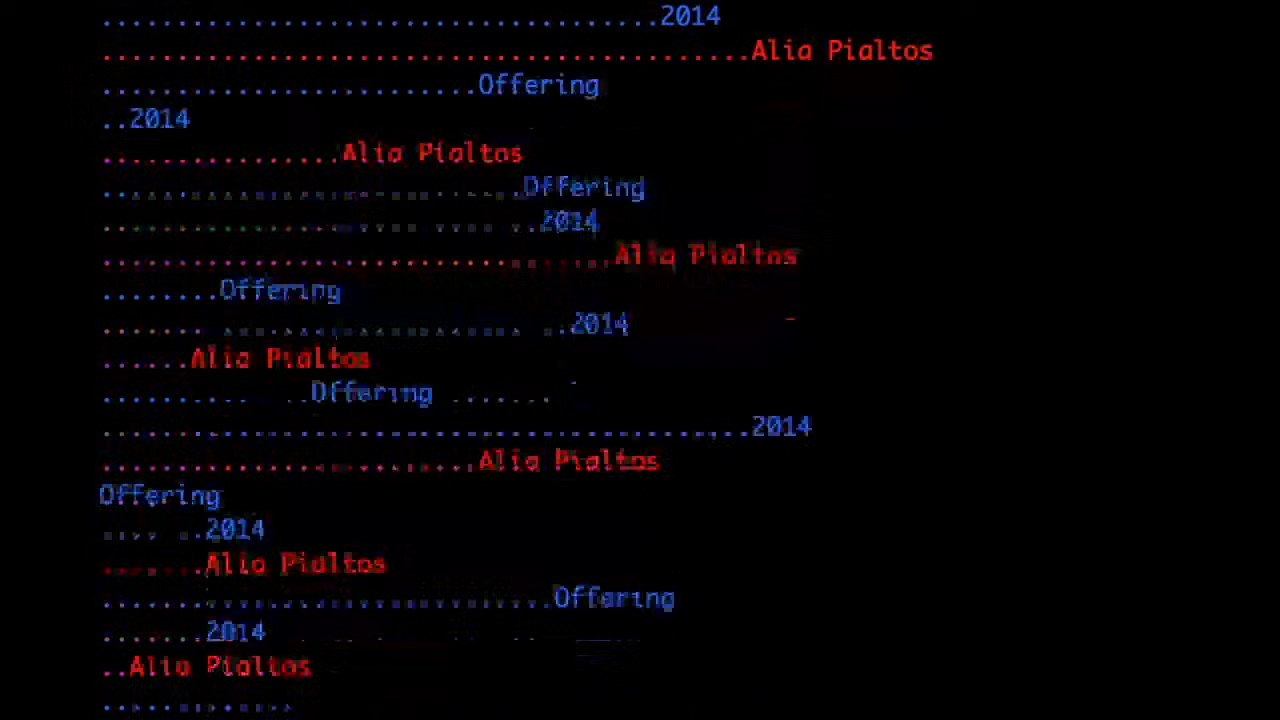 .....................................2014
...........................................Alia Pialtos
.........................Offering
..2014
................Alia Pialtos
............................Offering
.............................2014
..................................Alia Pialtos
........Offering
...............................2014
......Alia Pialtos
..............Offering .......
...........................................2014
.........................Alia Pialtos
Offering
.......2014
.......Alia Pialtos
..............................Offering
.......2014
..Alia Pialtos
.............